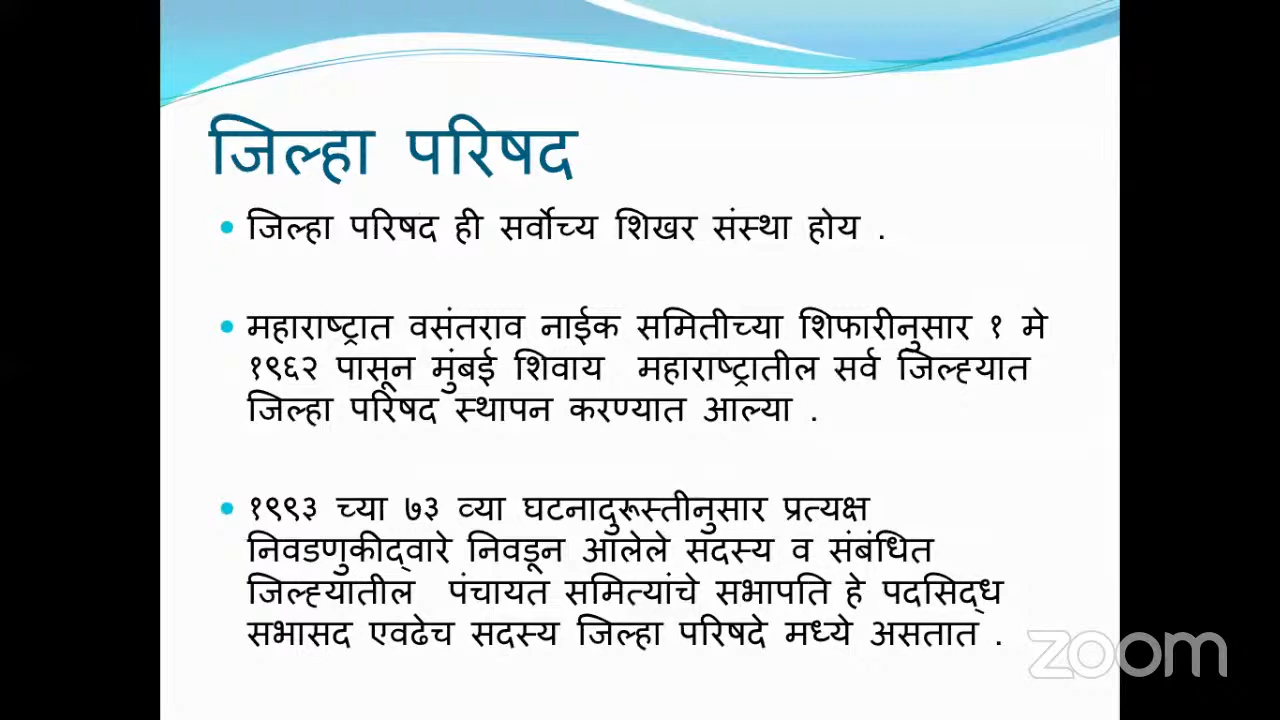 जिल्हा परिषद
• जिल्हा परिषद ही सर्वोच्य शिखर संस्था होय .
• महाराष्ट्रात वसंतराव नाईक समितीच्या शिफारीनुसार १ मे
१९६२ पासून मुंबई शिवाय महाराष्ट्रातील सर्व जिल्ह्यात
जिल्हा परिषद स्थापन करण्यात आल्या .
• १९९३ च्या ७३ व्या घटनादुरूस्तीनुसार प्रत्यक्ष
निवडणुकीद्वारे निवडून आलेले सदस्य व संबंधित
जिल्ह्यातील पंचायत समित्यांचे सभापति हे पदसिद्ध
सभासद एवढेच सदस्य जिल्हा परिषदे मध्ये असतात .
zoom